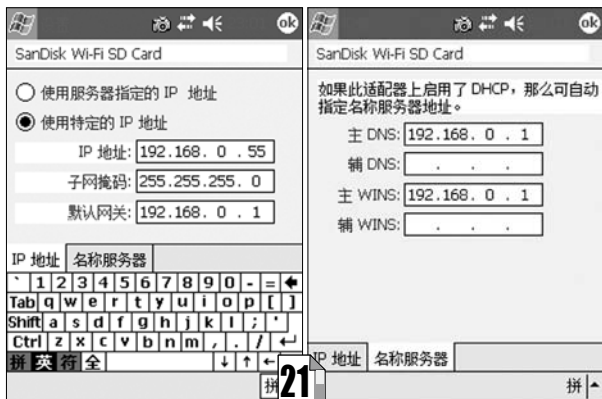 ok
SanDisk Wi-Fi SD Card
使用服务器指定的 IP 地址
使用特定的 IP 地址
IP 地址: 192.168. 0 . 55
子网掩码: 255.255.255. 0
默认网关: 192.168. 0 . 1
IP 地址 名称服务器
` 1 2 3 4 5 6 7 8 9 0 - =
Tab q w e r t y u i o p [ ]
Shift a s d f g h j k l ; '
Ctrl z x c v b n m , . /
拼 英 符 全
拼
21
ok
SanDisk Wi-Fi SD Card
如果此适配器上启用了 DHCP，那么可自动
指定名称服务器地址。
主 DNS: 192.168. 0 . 1
辅 DNS: . . .
主 WINS: 192.168. 0 . 1
辅 WINS: . . .
IP 地址 名称服务器
拼